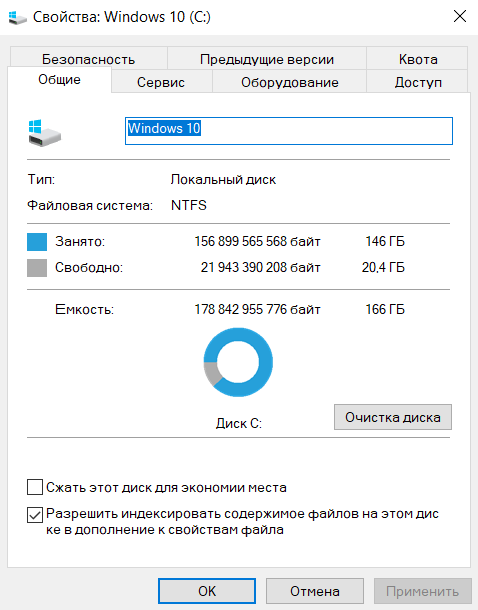 Свойства: Windows 10 (C:)
Безопасность Предыдущие версии Квота
Общие Сервис Оборудование Доступ
Windows 10
Тип: Локальный диск
Файловая система: NTFS
Занято: 156 899 565 568 байт 146 ГБ
Свободно: 21 943 390 208 байт 20,4 ГБ
Емкость: 178 842 955 776 байт 166 ГБ
Диск C:
Очистка диска
Сжать этот диск для экономии места
Разрешить индексировать содержимое файлов на этом дис
ке в дополнение к свойствам файла
OK Отмена Применить